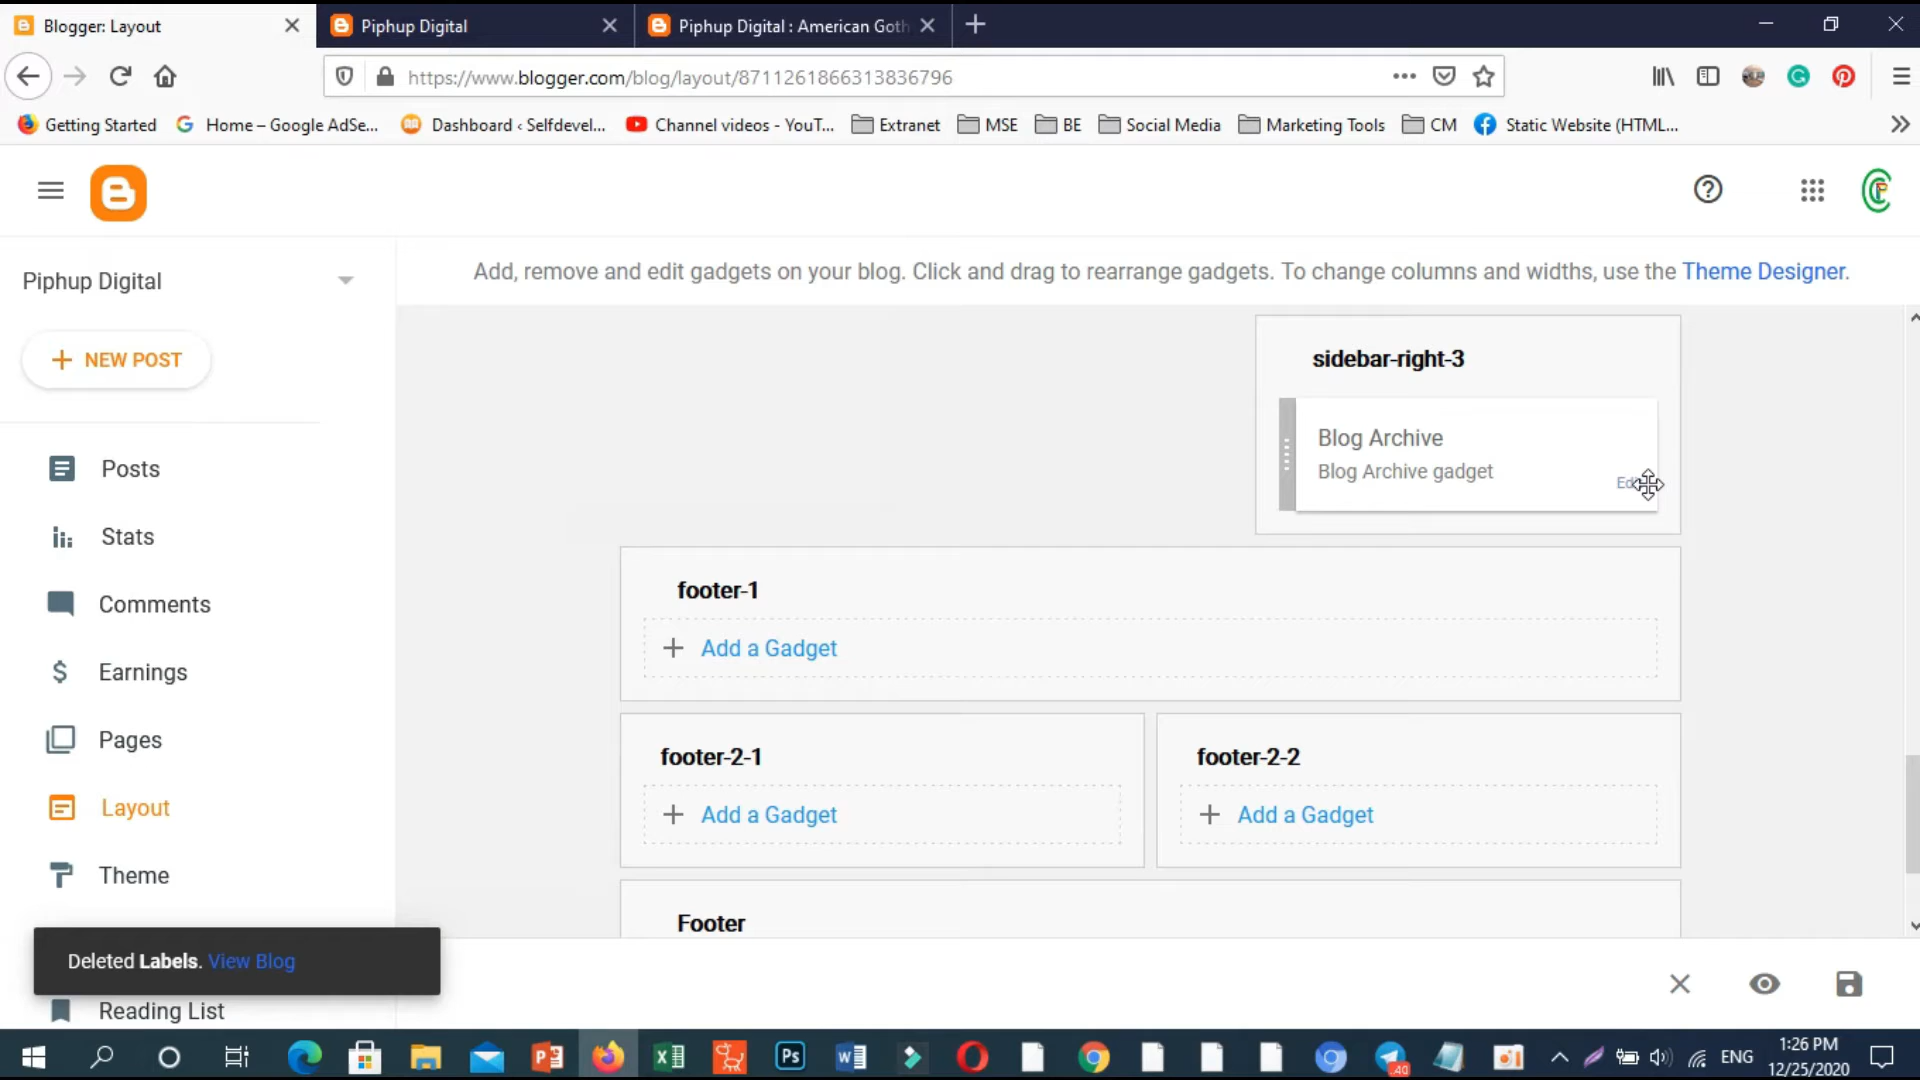 Blogger: Layout
Piphup Digital
Piphup Digital : American Goth
https://www.blogger.com/blog/layout/8711261866313836796
Getting Started
Home – Google AdSe...
Dashboard ‹ Selfdevel...
Channel videos - YouT...
Extranet
MSE
BE
Social Media
Marketing Tools
CM
Static Website (HTML...
Piphup Digital
Add, remove and edit gadgets on your blog. Click and drag to rearrange gadgets. To change columns and widths, use the Theme Designer.
NEW POST
Posts
Stats
Comments
Earnings
Pages
Layout
Theme
Reading List
sidebar-right-3
Blog Archive
Blog Archive gadget
footer-1
Add a Gadget
footer-2-1
Add a Gadget
footer-2-2
Add a Gadget
Footer
Deleted Labels. View Blog
ENG
1:26 PM
12/25/2020